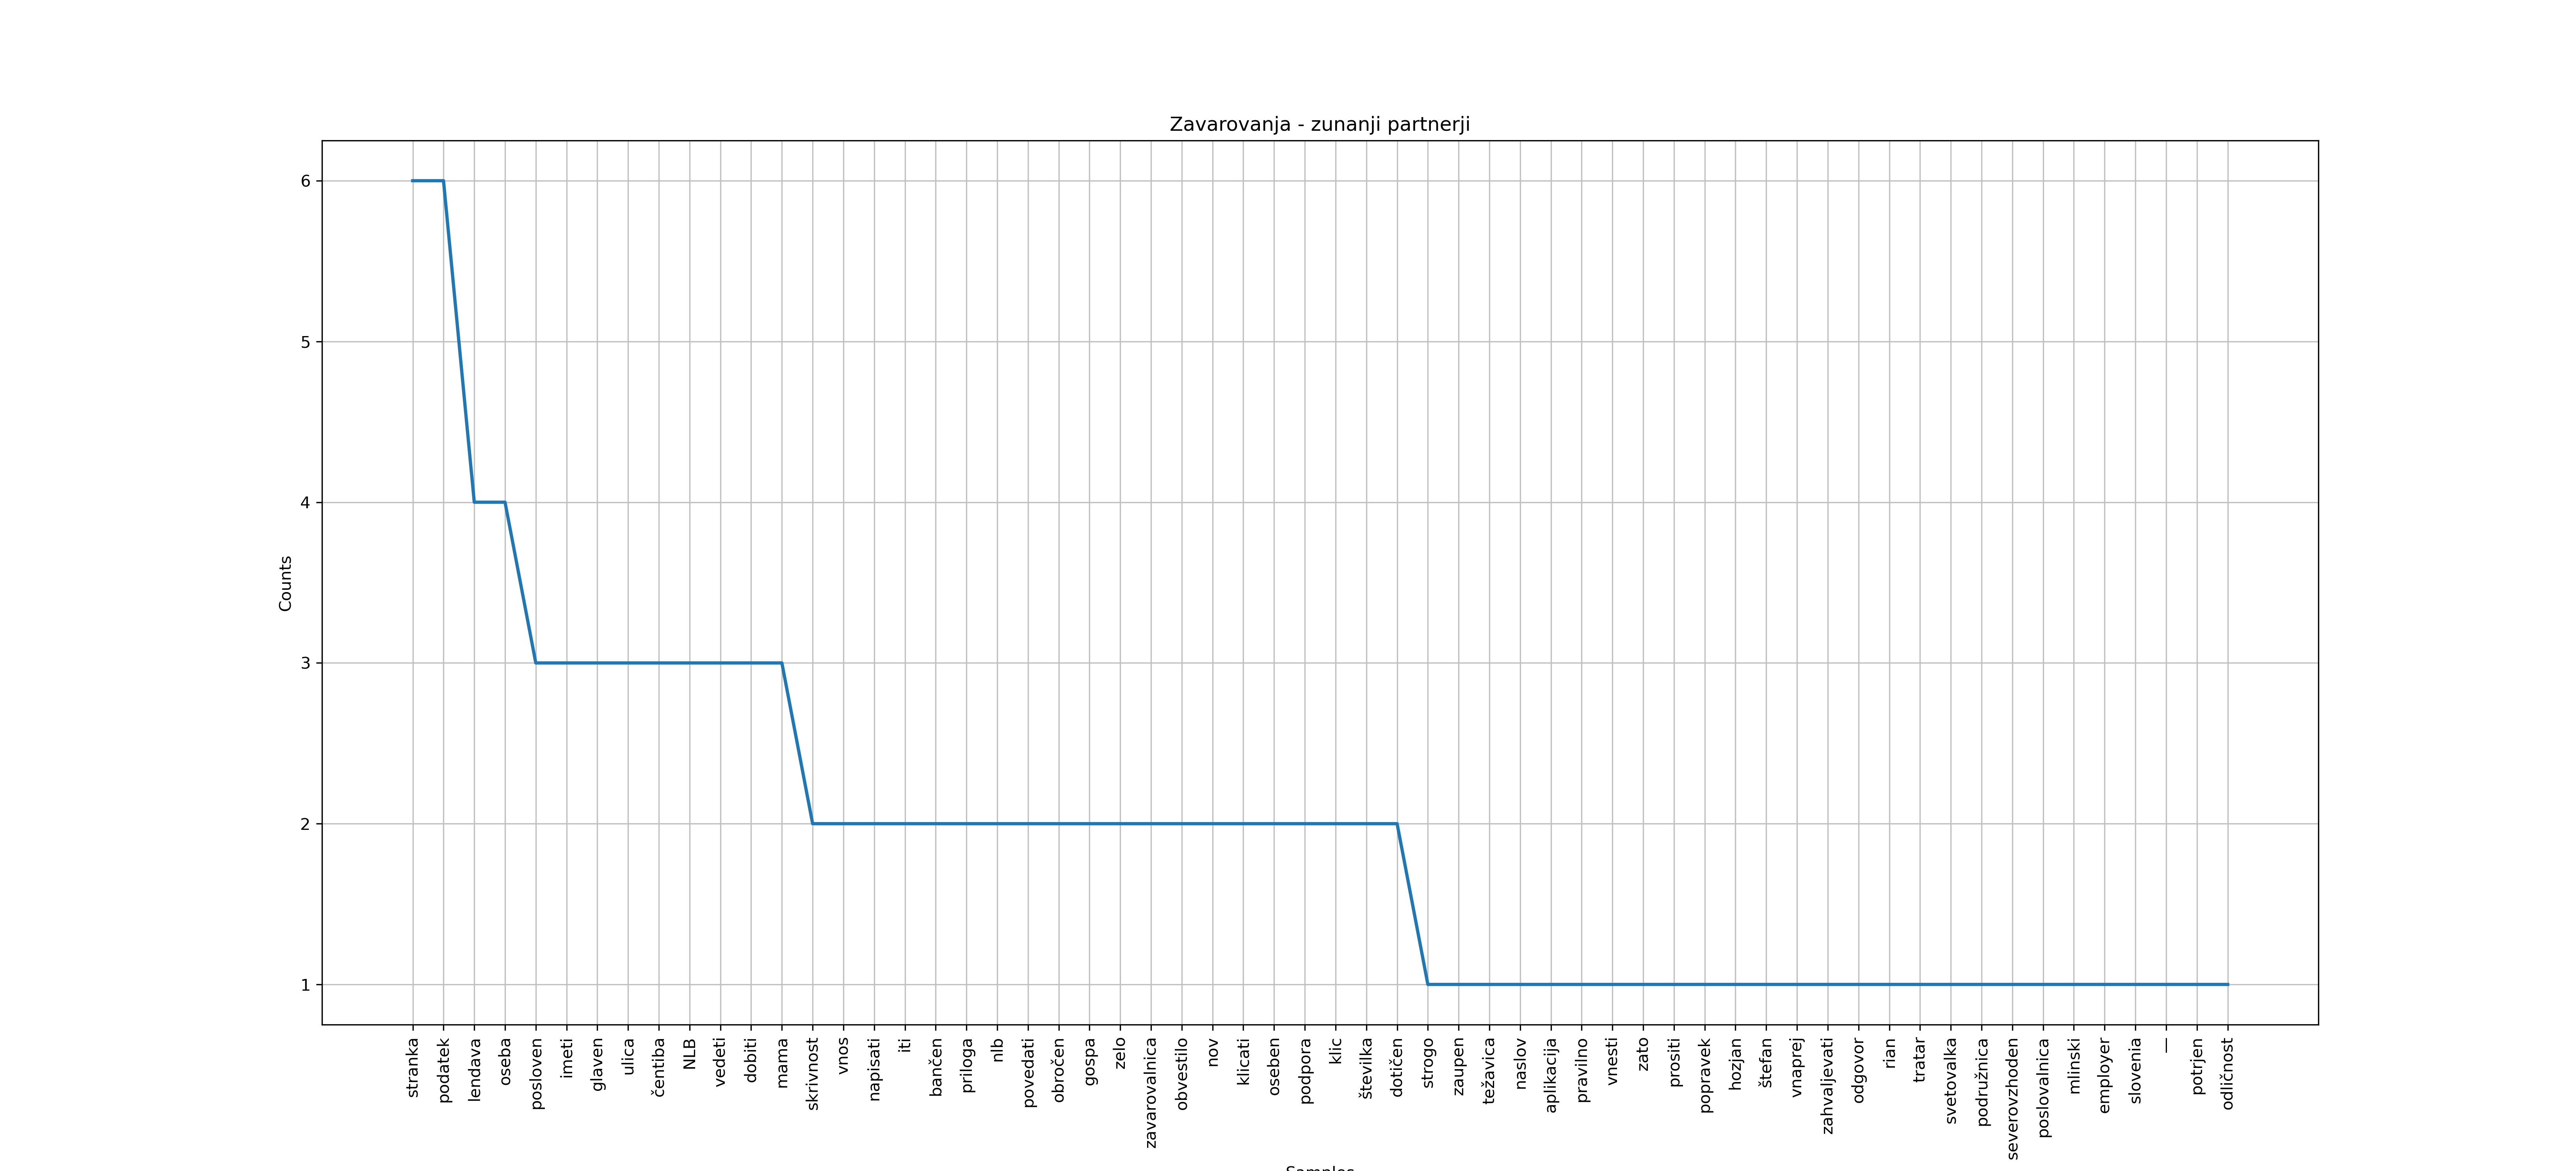 Zavarovanja - zunanji partnerji
6
5
4
3
2
1
Counts
stranka
podatek
lendava
oseba
posloven
imeti
glaven
ulica
čentiba
NLB
vedeti
dobiti
mama
skrivnost
vnos
napisati
iti
bančen
priloga
nlb
povedati
obročen
gospa
zelo
zavarovalnica
obvestilo
nov
klicati
oseben
podpora
klic
številka
dotičen
strogo
zaupen
težavica
naslov
aplikacija
pravilno
vnesti
zato
prositi
popravek
hozjan
štefan
vnaprej
zahvaljevati
odgovor
rian
tratar
svetovalka
podružnica
severovzhoden
poslovalnica
mlinski
employer
slovenia
—
potrjen
odličnost
Samples